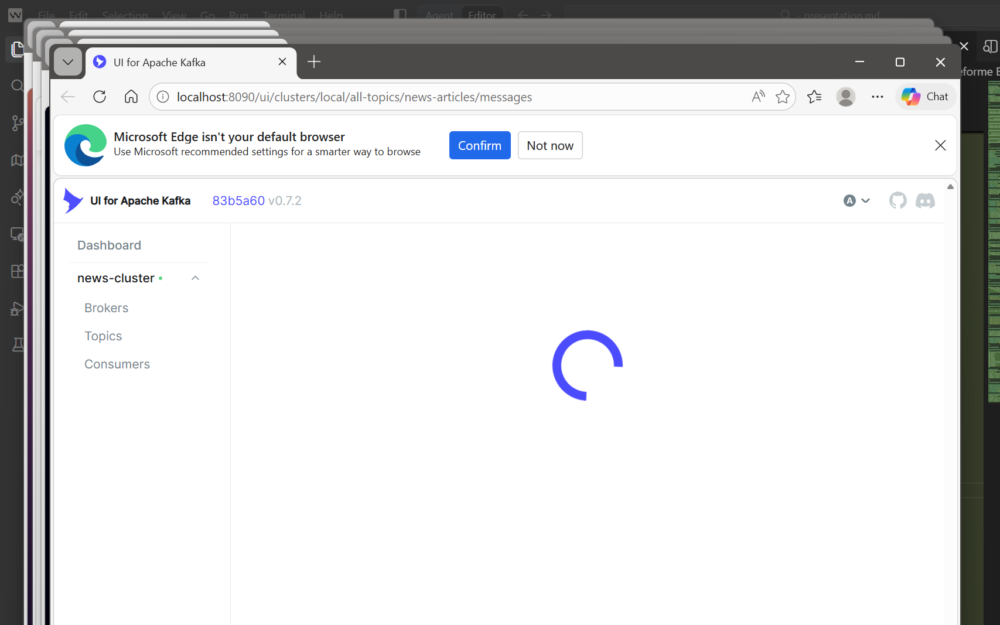 File Edit Selection View Go Run Terminal Help Agent Editor - presentation.md
UI for Apache Kafka
localhost:8090/ui/clusters/local/all-topics/news-articles/messages
Chat
Microsoft Edge isn't your default browser
Use Microsoft recommended settings for a smarter way to browse
Confirm
Not now
UI for Apache Kafka 83b5a60 v0.7.2
A
Dashboard
news-cluster
Brokers
Topics
Consumers